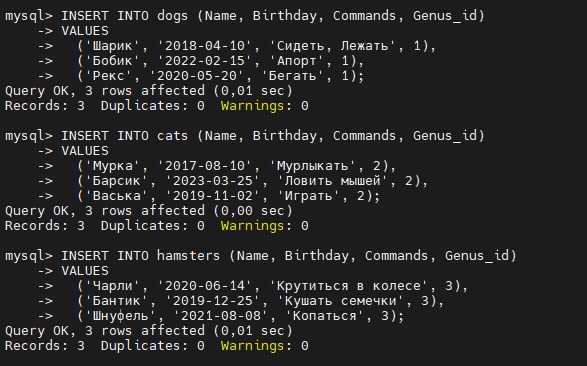 mysql> INSERT INTO dogs (Name, Birthday, Commands, Genus_id)
    -> VALUES
    ->   ('Шарик', '2018-04-10', 'Сидеть, Лежать', 1),
    ->   ('Бобик', '2022-02-15', 'Апорт', 1),
    ->   ('Рекс', '2020-05-20', 'Бегать', 1);
Query OK, 3 rows affected (0,01 sec)
Records: 3  Duplicates: 0  Warnings: 0

mysql> INSERT INTO cats (Name, Birthday, Commands, Genus_id)
    -> VALUES
    ->   ('Мурка', '2017-08-10', 'Мурлыкать', 2),
    ->   ('Барсик', '2023-03-25', 'Ловить мышей', 2),
    ->   ('Васька', '2019-11-02', 'Играть', 2);
Query OK, 3 rows affected (0,00 sec)
Records: 3  Duplicates: 0  Warnings: 0

mysql> INSERT INTO hamsters (Name, Birthday, Commands, Genus_id)
    -> VALUES
    ->   ('Чарли', '2020-06-14', 'Крутиться в колесе', 3),
    ->   ('Бантик', '2019-12-25', 'Кушать семечки', 3),
    ->   ('Шнуфель', '2021-08-08', 'Копаться', 3);
Query OK, 3 rows affected (0,01 sec)
Records: 3  Duplicates: 0  Warnings: 0